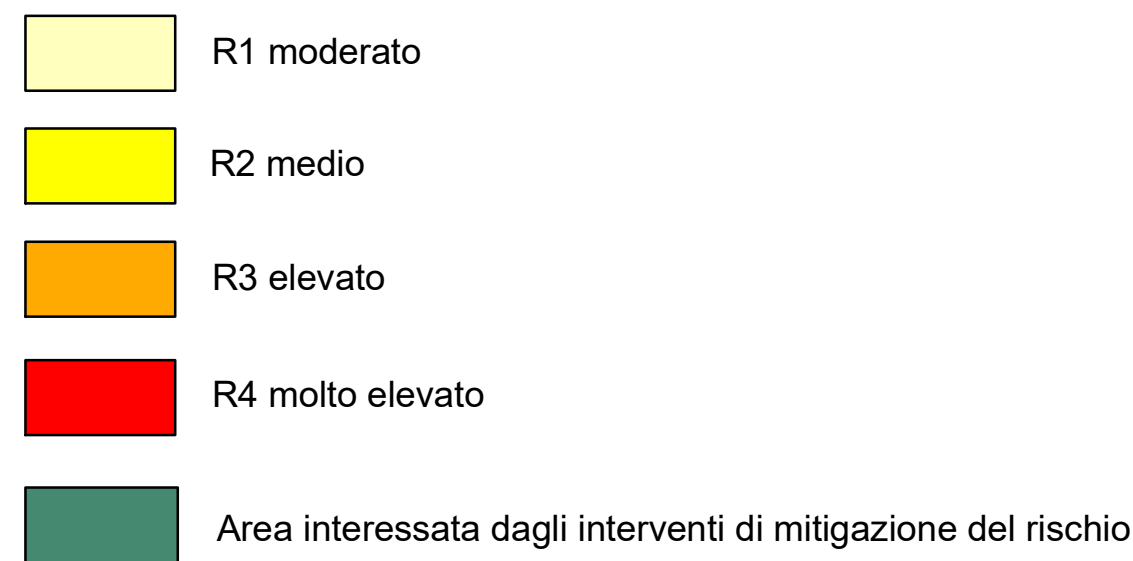 R1 moderato
R2 medio
R3 elevato
R4 molto elevato
Area interessata dagli interventi di mitigazione del rischio